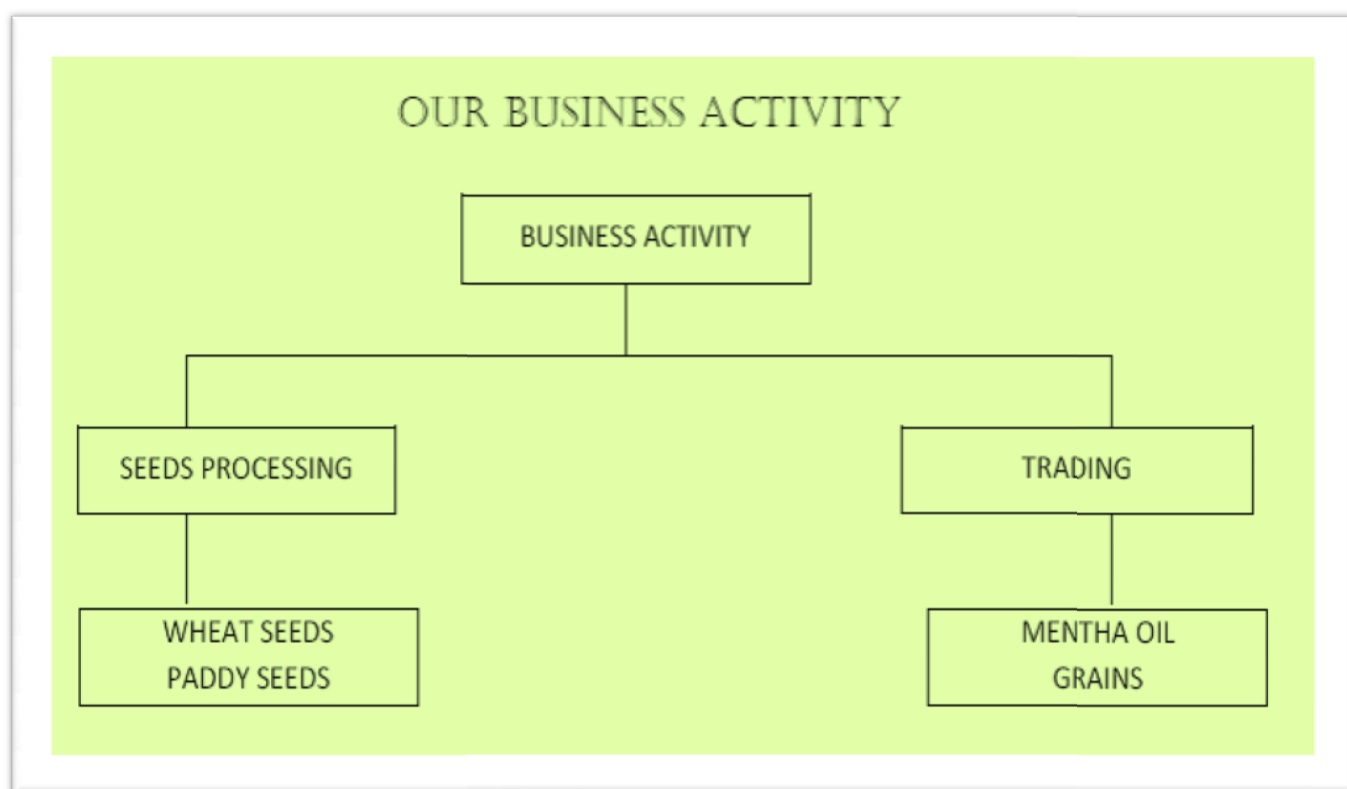 OUR BUSINESS ACTIVITY
BUSINESS ACTIVITY
SEEDS PROCESSING
TRADING
WHEAT SEEDS
PADDY SEEDS
MENTHA OIL
GRAINS